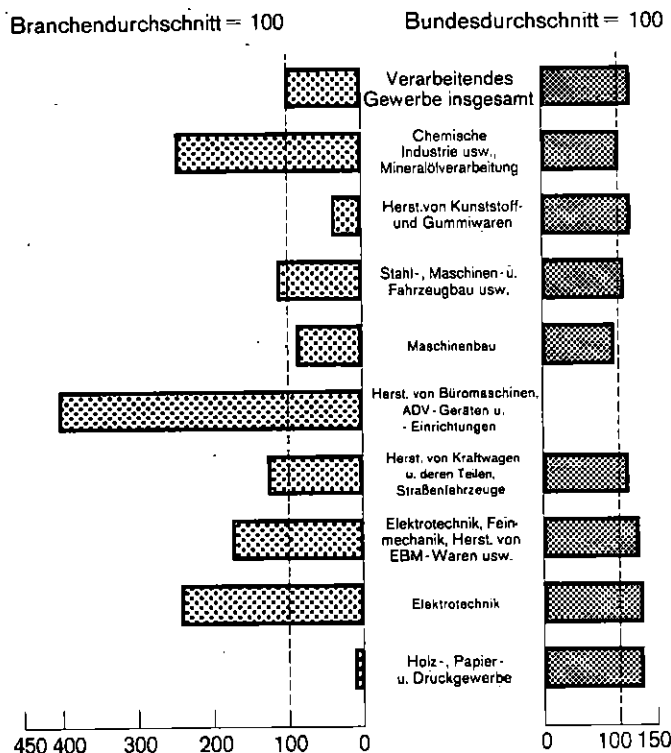 Branchendurchschnitt = 100
Bundesdurchschnitt = 100
Verarbeitendes
Gewerbe insgesamt
Chemische
Industrie usw.,
Mineralölverarbeitung
Herst. von Kunststoff-
und Gummiwaren
Stahl-, Maschinen- u.
Fahrzeugbau usw.
Maschinenbau
Herst. von Büromaschinen,
ADV-Geräten u.
-Einrichtungen
Herst. von Kraftwagen
u. deren Teilen,
Straßenfahrzeuge
Elektrotechnik, Fein-
mechanik, Herst. von
EBM-Waren usw.
Elektrotechnik
Holz-, Papier-
u. Druckgewerbe
450 400 300 200 100 0
0 100 150